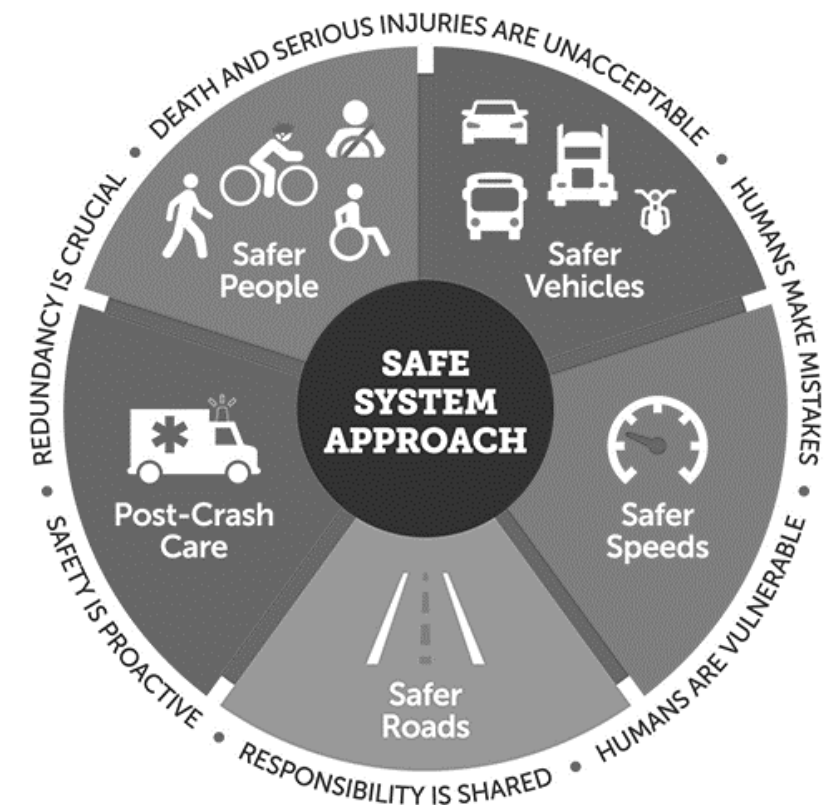 DEATH AND SERIOUS INJURIES ARE UNACCEPTABLE
HUMANS MAKE MISTAKES
HUMANS ARE VULNERABLE
RESPONSIBILITY IS SHARED
SAFETY IS PROACTIVE
REDUNDANCY IS CRUCIAL
Safer
People
Safer
Vehicles
Safer
Speeds
Safer
Roads
Post-Crash
Care
SAFE
SYSTEM
APPROACH